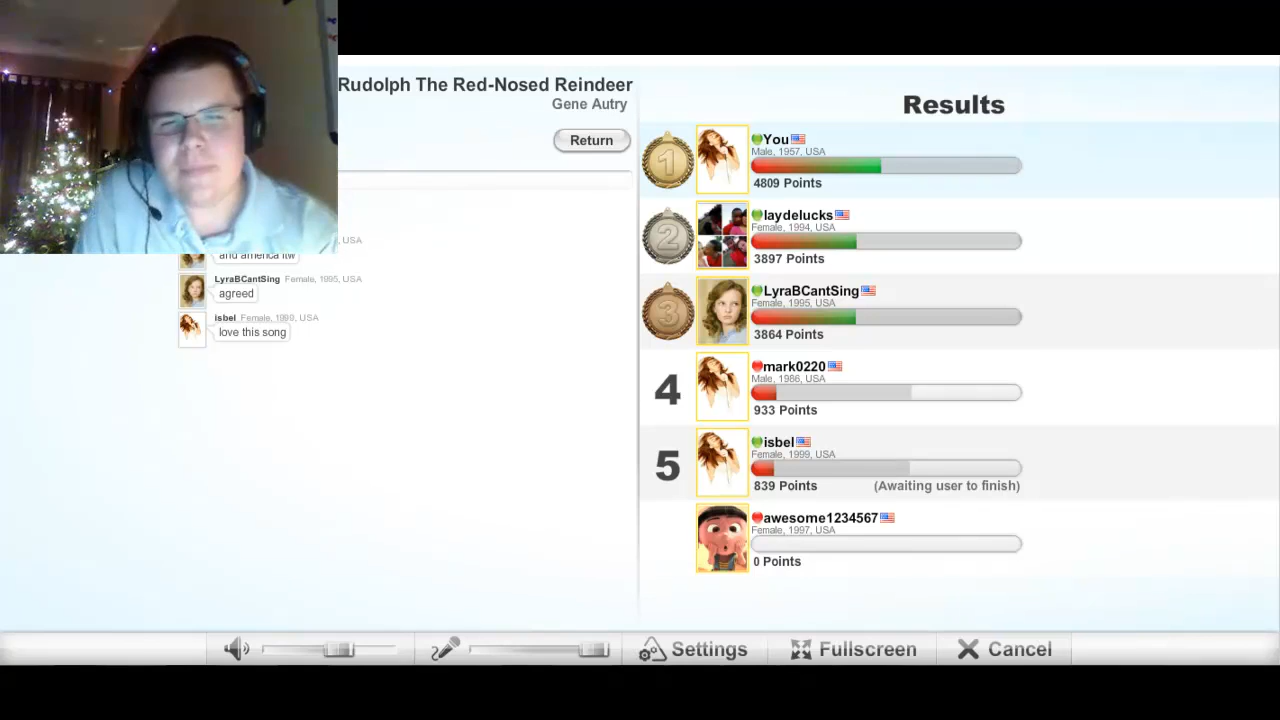 Rudolph The Red-Nosed Reindeer
Gene Autry
Return
, USA
and america ftw
LyraBCantSing Female, 1995, USA
agreed
isbel Female, 1999, USA
love this song
Results
1
You
Male, 1957, USA
4809 Points
2
laydelucks
Female, 1994, USA
3897 Points
3
LyraBCantSing
Female, 1995, USA
3864 Points
4
mark0220
Male, 1986, USA
933 Points
5
isbel
Female, 1999, USA
839 Points (Awaiting user to finish)
awesome1234567
Female, 1997, USA
0 Points
Settings Fullscreen Cancel